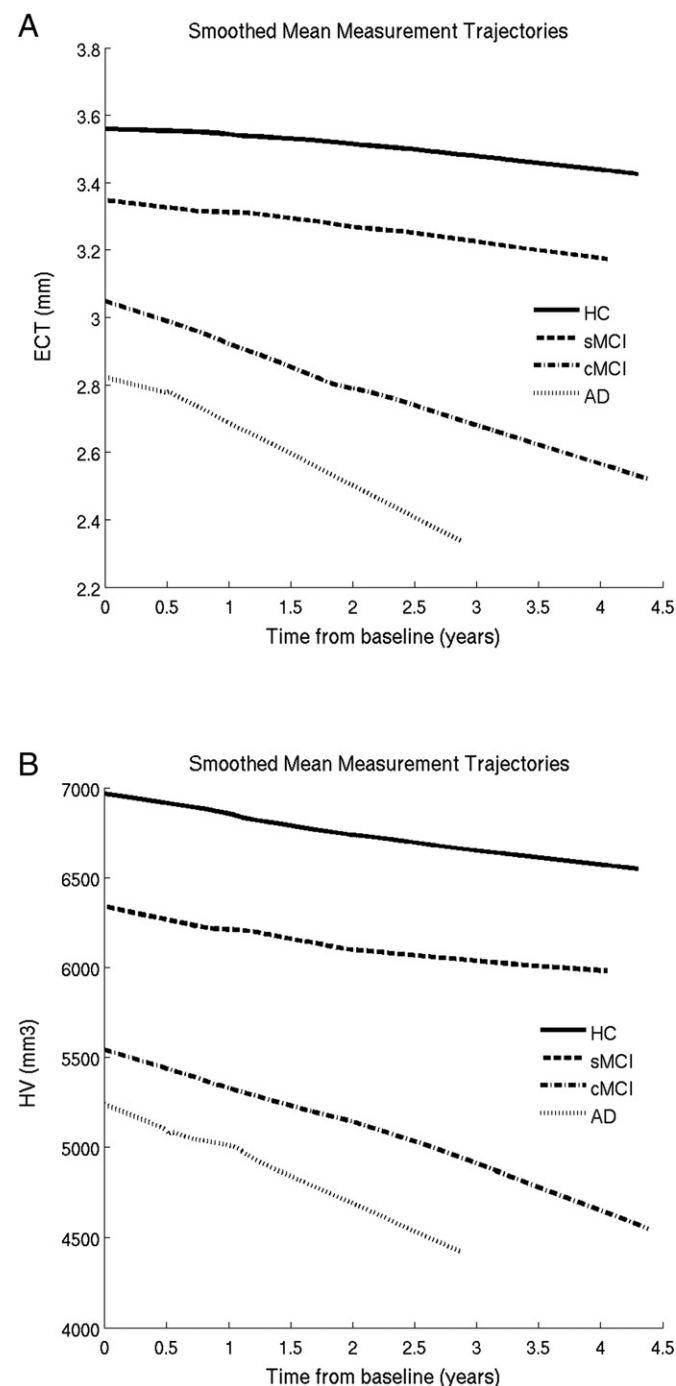 A
Smoothed Mean Measurement Trajectories
3.8
3.6
3.4
3.2
3
2.8
2.6
2.4
2.2
ECT (mm)
HC
sMCI
cMCI
AD
0 0.5 1 1.5 2 2.5 3 3.5 4 4.5
Time from baseline (years)
B
Smoothed Mean Measurement Trajectories
7000
6500
6000
5500
5000
4500
4000
HV (mm3)
HC
sMCI
cMCI
AD
0 0.5 1 1.5 2 2.5 3 3.5 4 4.5
Time from baseline (years)